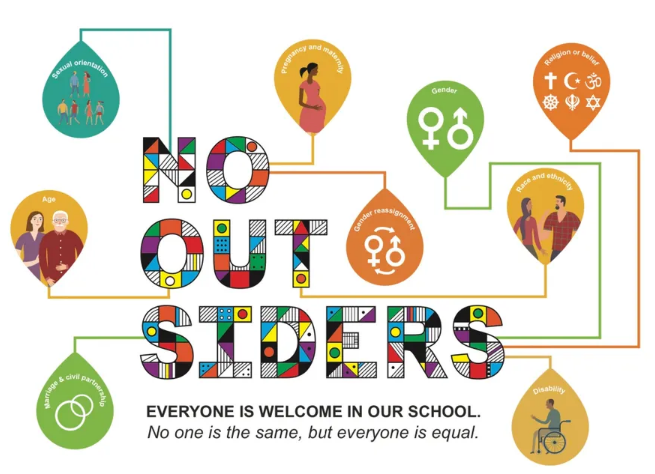 Sexual orientation
Pregnancy and maternity
Gender
Religion or belief
NO
OUT
SIDERS
Age
Gender reassignment
Race and ethnicity
Marriage & civil partnership
Disability
EVERYONE IS WELCOME IN OUR SCHOOL.
No one is the same, but everyone is equal.